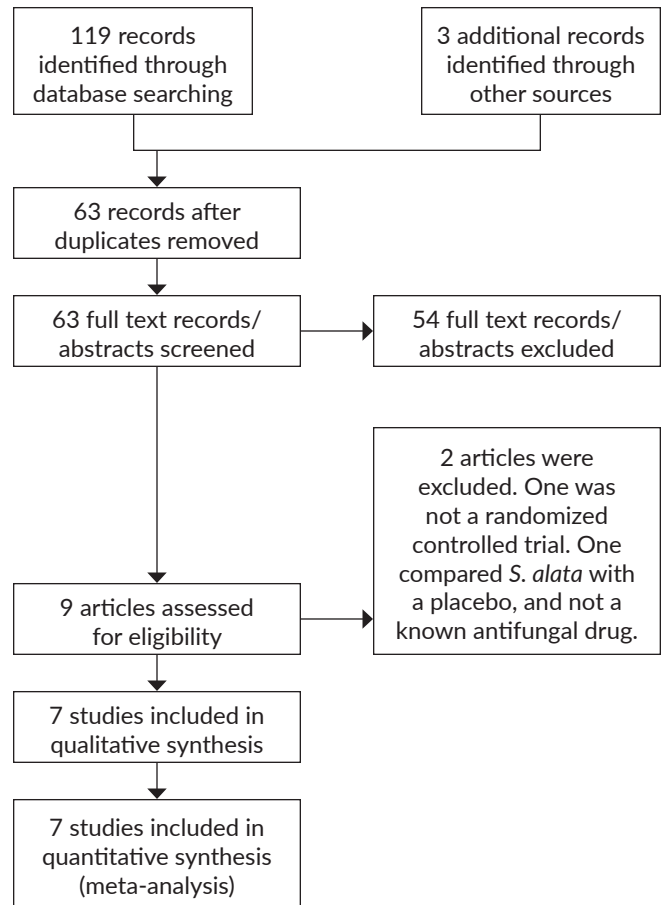 119 records
identified through
database searching
3 additional records
identified through
other sources
63 records after
duplicates removed
63 full text records/
abstracts screened
54 full text records/
abstracts excluded
2 articles were
excluded. One was
not a randomized
controlled trial. One
compared S. alata with
a placebo, and not a
known antifungal drug.
9 articles assessed
for eligibility
7 studies included in
qualitative synthesis
7 studies included in
quantitative synthesis
(meta-analysis)